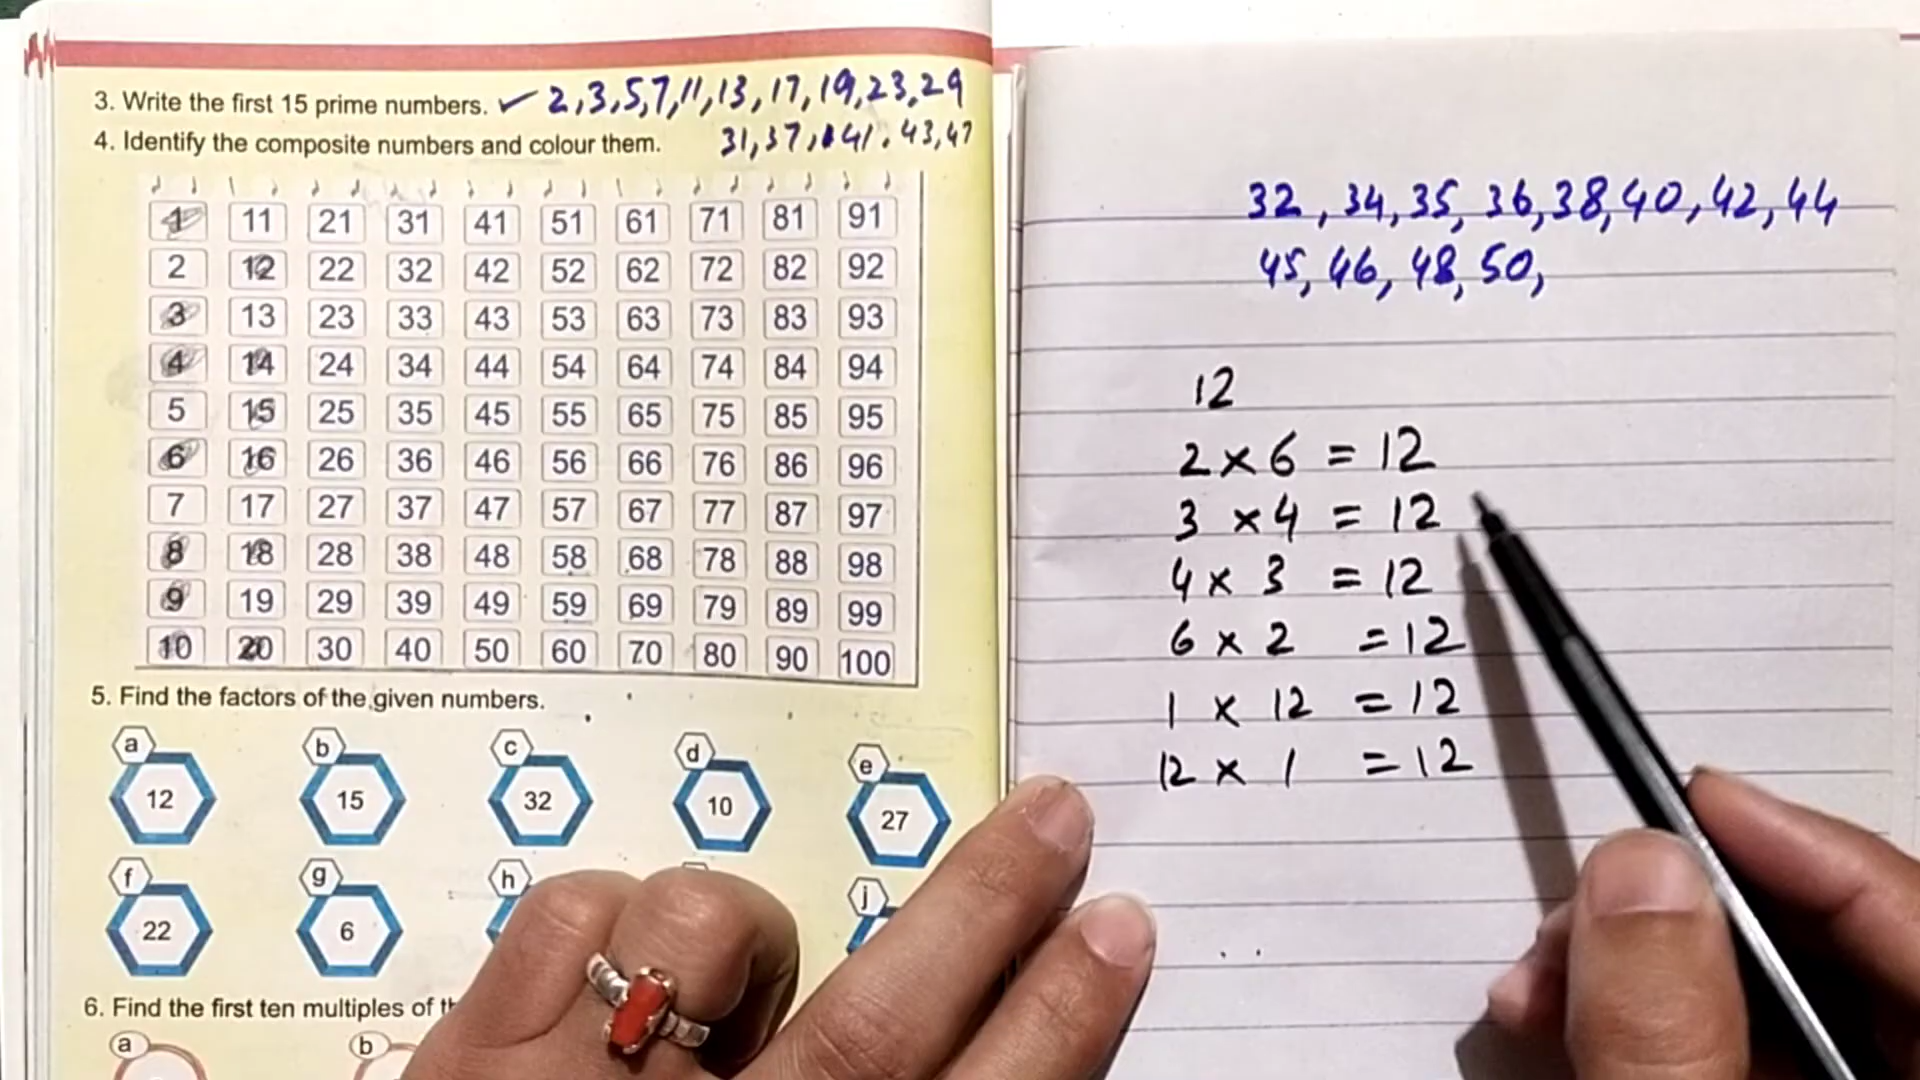 3. Write the first 15 prime numbers. ✓ 2,3,5,7,11,13,17,19,23,29
31,37,41,43,47
4. Identify the composite numbers and colour them.
1 11 21 31 41 51 61 71 81 91
2 12 22 32 42 52 62 72 82 92
3 13 23 33 43 53 63 73 83 93
4 14 24 34 44 54 64 74 84 94
5 15 25 35 45 55 65 75 85 95
6 16 26 36 46 56 66 76 86 96
7 17 27 37 47 57 67 77 87 97
8 18 28 38 48 58 68 78 88 98
9 19 29 39 49 59 69 79 89 99
10 20 30 40 50 60 70 80 90 100
5. Find the factors of the given numbers.
a b c d e
12 15 32 10 27
f g h j
22 6
6. Find the first ten multiples of
a b
32, 34, 35, 36, 38, 40, 42, 44
45, 46, 48, 50,
12
2 × 6 = 12
3 × 4 = 12
4 × 3 = 12
6 × 2 = 12
1 × 12 = 12
12 × 1 = 12